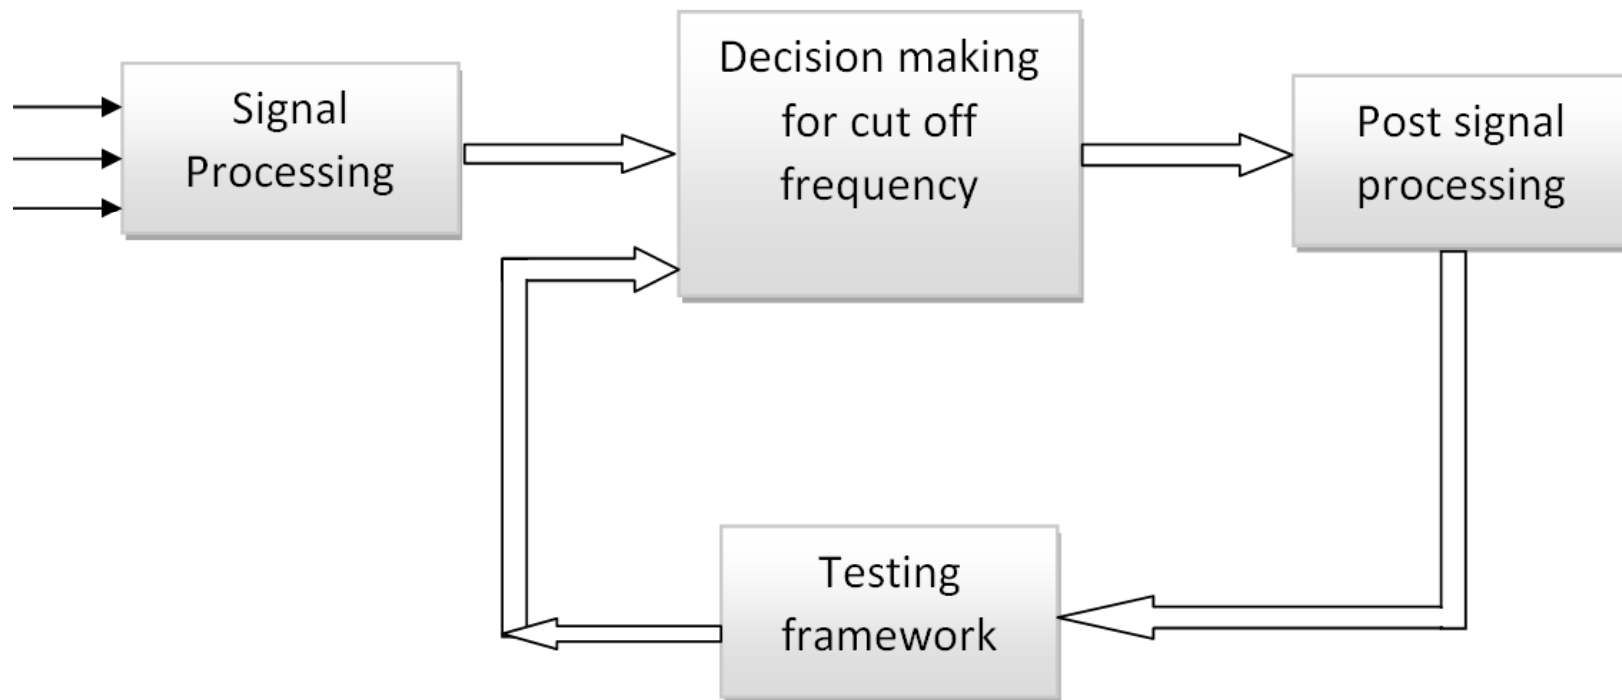 Signal
Processing
Decision making
for cut off
frequency
Post signal
processing
Testing
framework